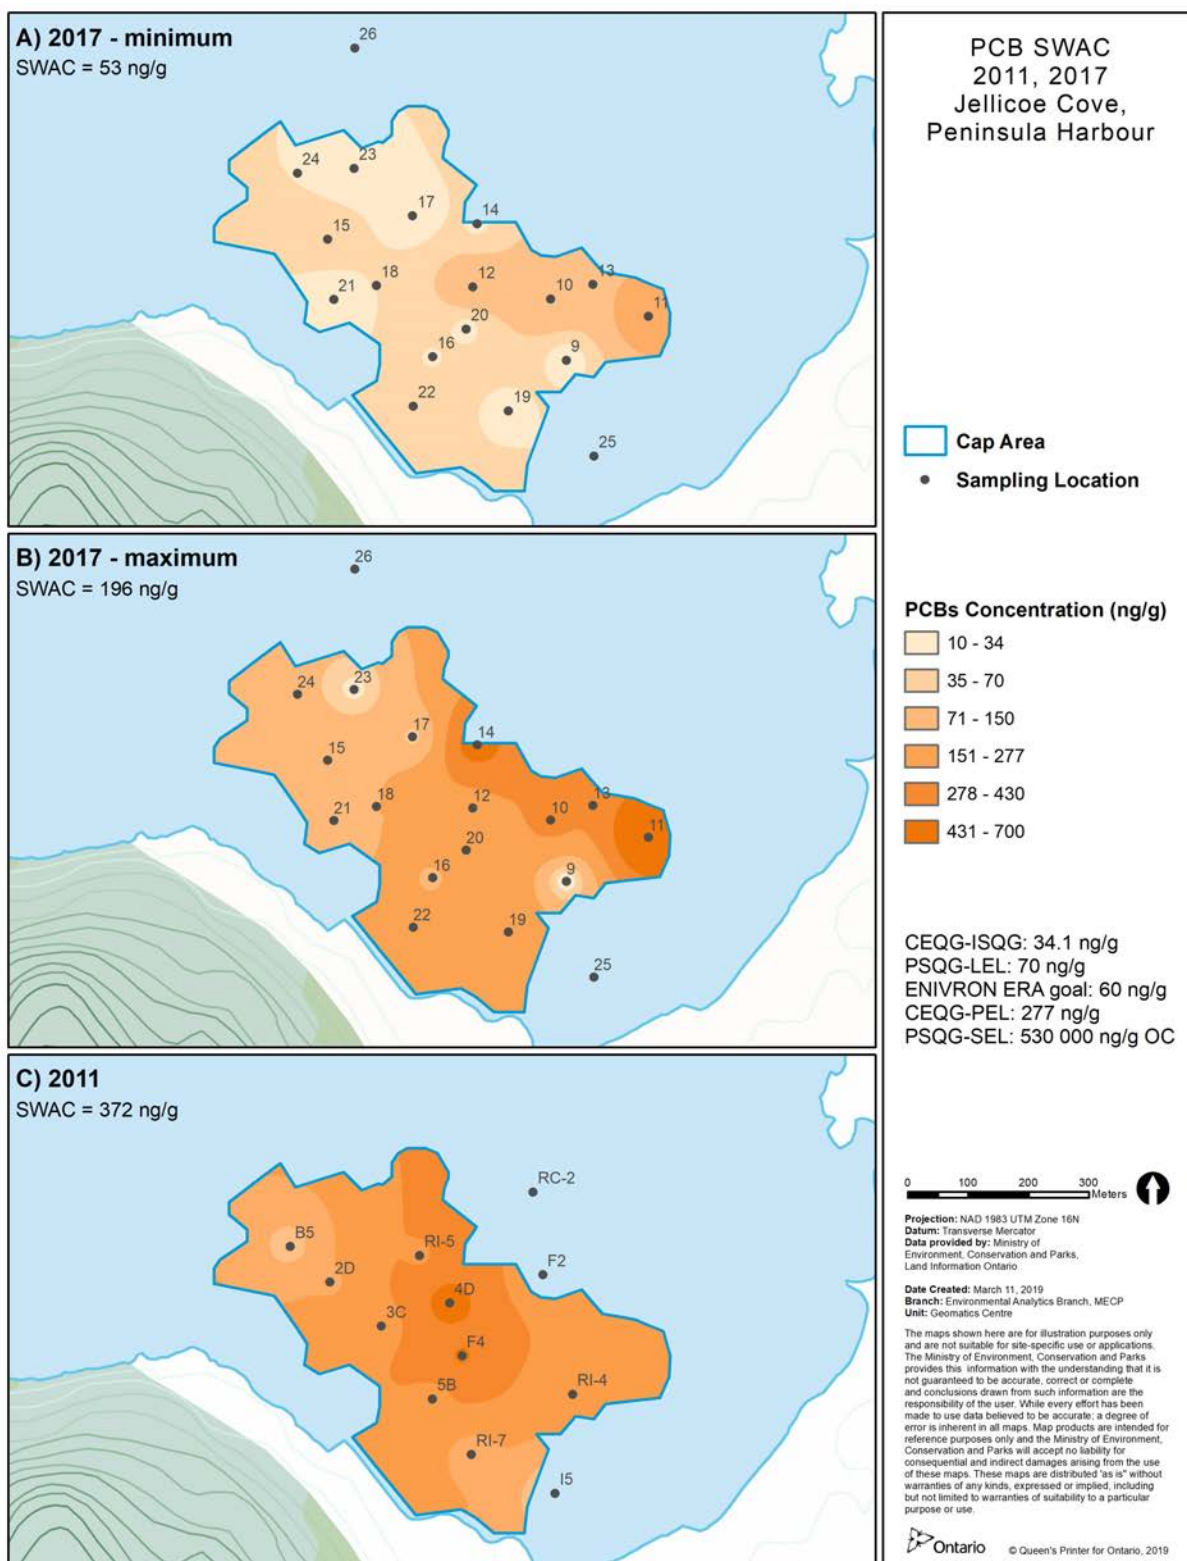 A) 2017 - minimum
SWAC = 53 ng/g
26
24
23
17
14
15
18
21
12
10
13
11
20
16
9
22
19
25
B) 2017 - maximum
SWAC = 196 ng/g
26
24
23
17
14
15
18
21
12
10
13
11
20
16
9
22
19
25
C) 2011
SWAC = 372 ng/g
RC-2
B5
RI-5
F2
2D
4D
3C
F4
5B
RI-4
RI-7
I5
PCB SWAC
2011, 2017
Jellicoe Cove,
Peninsula Harbour
Cap Area
Sampling Location
PCBs Concentration (ng/g)
10 - 34
35 - 70
71 - 150
151 - 277
278 - 430
431 - 700
CEQG-ISQG: 34.1 ng/g
PSQG-LEL: 70 ng/g
ENIVRON ERA goal: 60 ng/g
CEQG-PEL: 277 ng/g
PSQG-SEL: 530 000 ng/g OC
0 100 200 300
Meters
Projection: NAD 1983 UTM Zone 16N
Datum: Transverse Mercator
Data provided by: Ministry of
Environment, Conservation and Parks,
Land Information Ontario
Date Created: March 11, 2019
Branch: Environmental Analytics Branch, MECP
Unit: Geomatics Centre
The maps shown here are for illustration purposes only
and are not suitable for site-specific use or applications.
The Ministry of Environment, Conservation and Parks
provides this information with the understanding that it is
not guaranteed to be accurate, correct or complete
and conclusions drawn from such information are the
responsibility of the user. While every effort has been
made to use data believed to be accurate; a degree of
error is inherent in all maps. Map products are intended for
reference purposes only and the Ministry of Environment,
Conservation and Parks will accept no liability for
consequential and indirect damages arising from the use
of these maps. These maps are distributed 'as is" without
warranties of any kinds, expressed or implied, including
but not limited to warranties of suitability to a particular
purpose or use.
Ontario
© Queen's Printer for Ontario, 2019